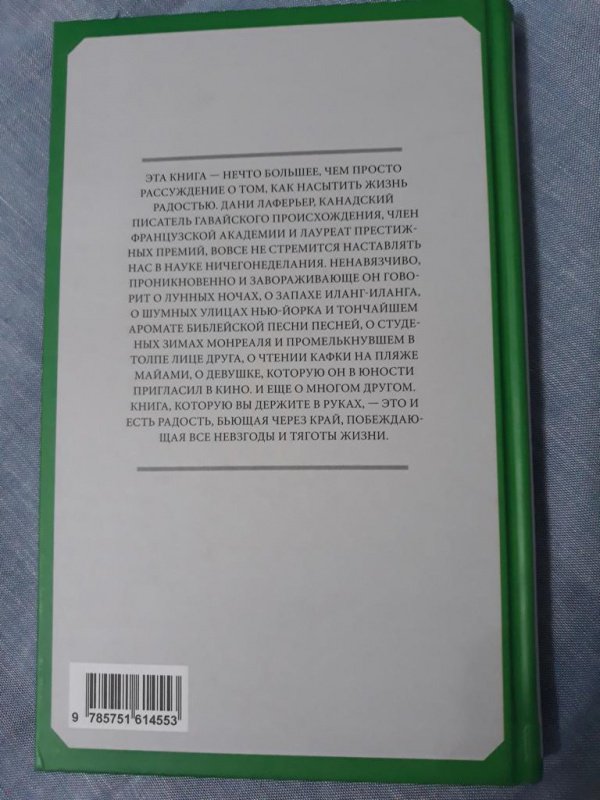 ЭТА КНИГА — НЕЧТО БОЛЬШЕЕ, ЧЕМ ПРОСТО
РАССУЖДЕНИЕ О ТОМ, КАК НАСЫТИТЬ ЖИЗНЬ
РАДОСТЬЮ. ДАНИ ЛАФЕРЬЕР, КАНАДСКИЙ
ПИСАТЕЛЬ ГАВАЙСКОГО ПРОИСХОЖДЕНИЯ, ЧЛЕН
ФРАНЦУЗСКОЙ АКАДЕМИИ И ЛАУРЕАТ ПРЕСТИЖ-
НЫХ ПРЕМИЙ, ВОВСЕ НЕ СТРЕМИТСЯ НАСТАВЛЯТЬ
НАС В НАУКЕ НИЧЕГОНЕДЕЛАНИЯ. НЕНАВЯЗЧИВО,
ПРОНИКНОВЕННО И ЗАВОРАЖИВАЮЩЕ ОН ГОВО-
РИТ О ЛУННЫХ НОЧАХ, О ЗАПАХЕ ИЛАНГ-ИЛАНГА,
О ШУМНЫХ УЛИЦАХ НЬЮ-ЙОРКА И ТОНЧАЙШЕМ
АРОМАТЕ БИБЛЕЙСКОЙ ПЕСНИ ПЕСНЕЙ, О СТУДЕ-
НЫХ ЗИМАХ МОНРЕАЛЯ И ПРОМЕЛЬКНУВШЕМ В
ТОЛПЕ ЛИЦЕ ДРУГА, О ЧТЕНИИ КАФКИ НА ПЛЯЖЕ
МАЙАМИ, О ДЕВУШКЕ, КОТОРУЮ ОН В ЮНОСТИ
ПРИГЛАСИЛ В КИНО. И ЕЩЕ О МНОГОМ ДРУГОМ.
КНИГА, КОТОРУЮ ВЫ ДЕРЖИТЕ В РУКАХ, — ЭТО И
ЕСТЬ РАДОСТЬ, БЬЮЩАЯ ЧЕРЕЗ КРАЙ, ПОБЕЖДАЮ-
ЩАЯ ВСЕ НЕВЗГОДЫ И ТЯГОТЫ ЖИЗНИ.
9 785751 614553